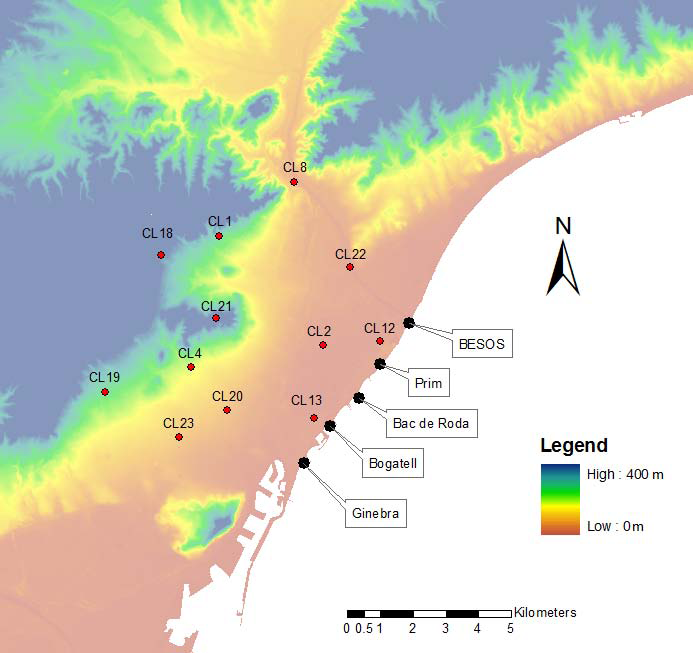 CL8
CL1
CL18
N
CL22
CL21
CL2
CL12
BESOS
CL4
Prim
CL19
CL20
CL13
CL23
Bac de Roda
Legend
Bogatell
High : 400 m
Ginebra
Low : 0 m
Kilometers
0 0.5 1 2 3 4 5